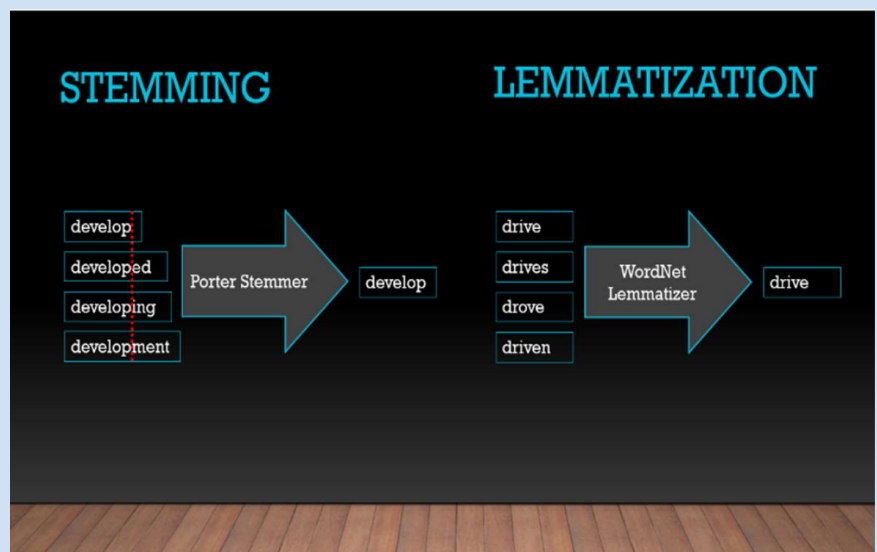 STEMMING
develop
developed
developing
development
Porter Stemmer
develop
LEMMATIZATION
drive
drives
drove
driven
WordNet
Lemmatizer
drive